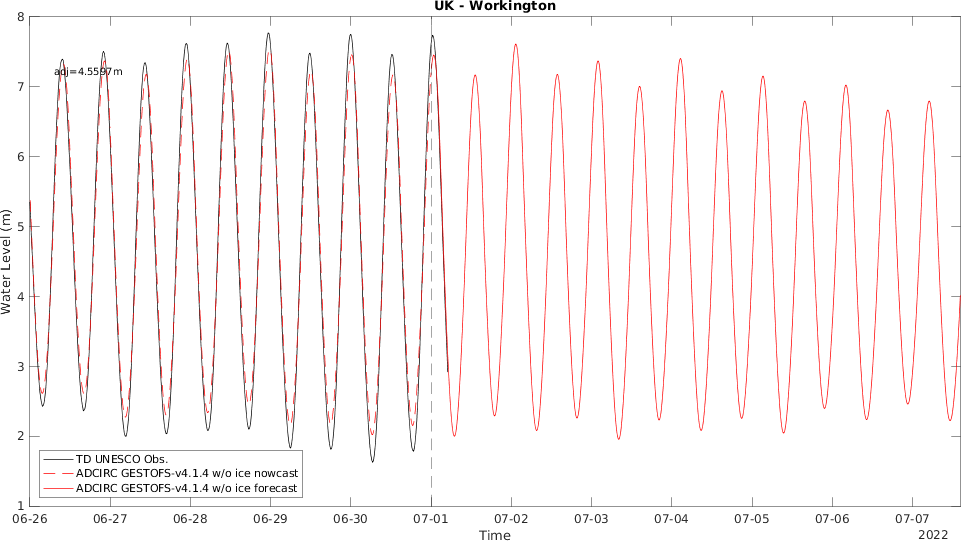 UK - Workington
8
7
6
5
4
3
2
1
Water Level (m)
adj=4.5597m
TD UNESCO Obs.
ADCIRC GESTOFS-v4.1.4 w/o ice nowcast
ADCIRC GESTOFS-v4.1.4 w/o ice forecast
06-26 06-27 06-28 06-29 06-30 07-01 07-02 07-03 07-04 07-05 07-06 07-07
Time
2022